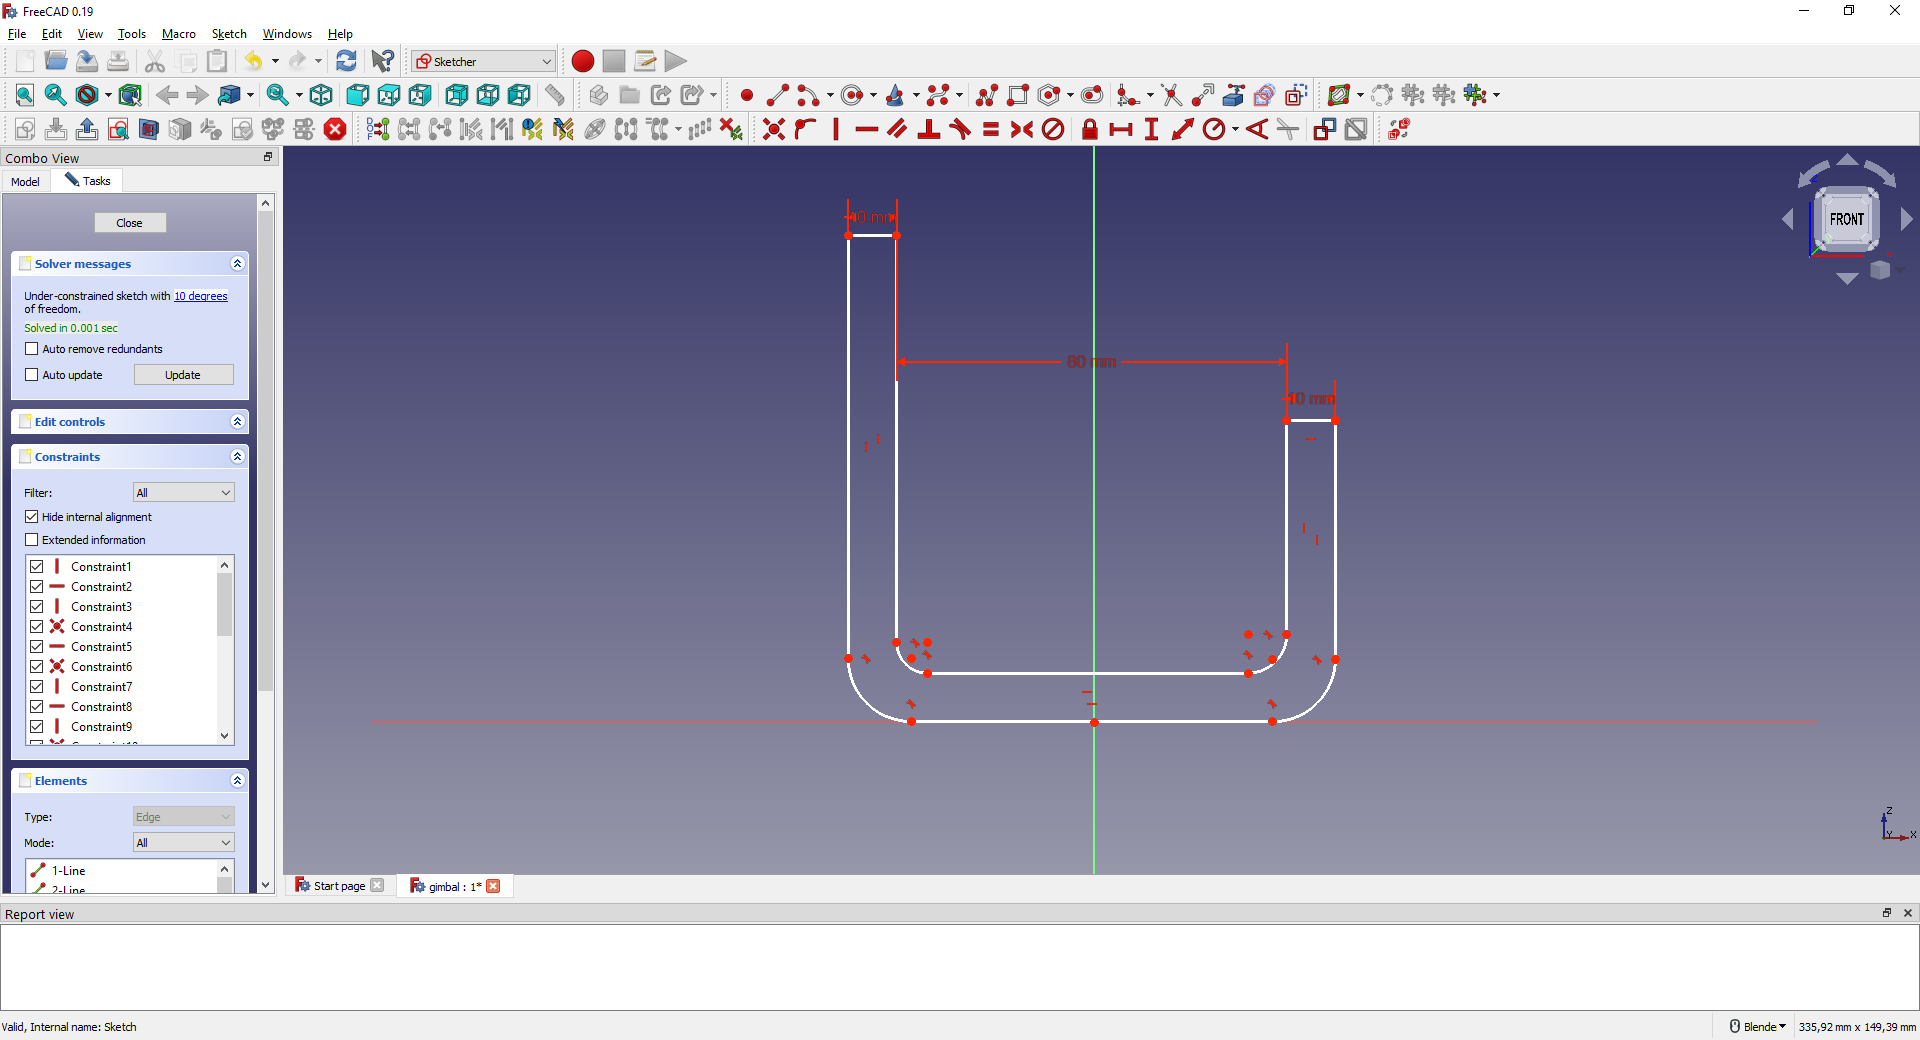 FreeCAD 0.19
File Edit View Tools Macro Sketch Windows Help
Sketcher
Combo View
Model Tasks
Close
Solver messages
Under-constrained sketch with 10 degrees
of freedom.
Solved in 0.001 sec
Auto remove redundants
Auto update Update
Edit controls
Constraints
Filter: All
Hide internal alignment
Extended information
Constraint1
Constraint2
Constraint3
Constraint4
Constraint5
Constraint6
Constraint7
Constraint8
Constraint9
Elements
Type: Edge
Mode: All
1-Line
2-Line
10 mm
80 mm
10 mm
FRONT
Z
Y X
Start page gimbal : 1*
Report view
Valid, Internal name: Sketch
Blende 335,92 mm x 149,39 mm